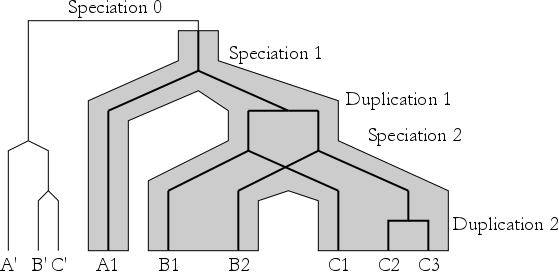 Speciation 0
Speciation 1
Duplication 1
Speciation 2
Duplication 2
A' B' C' A1 B1 B2 C1 C2 C3